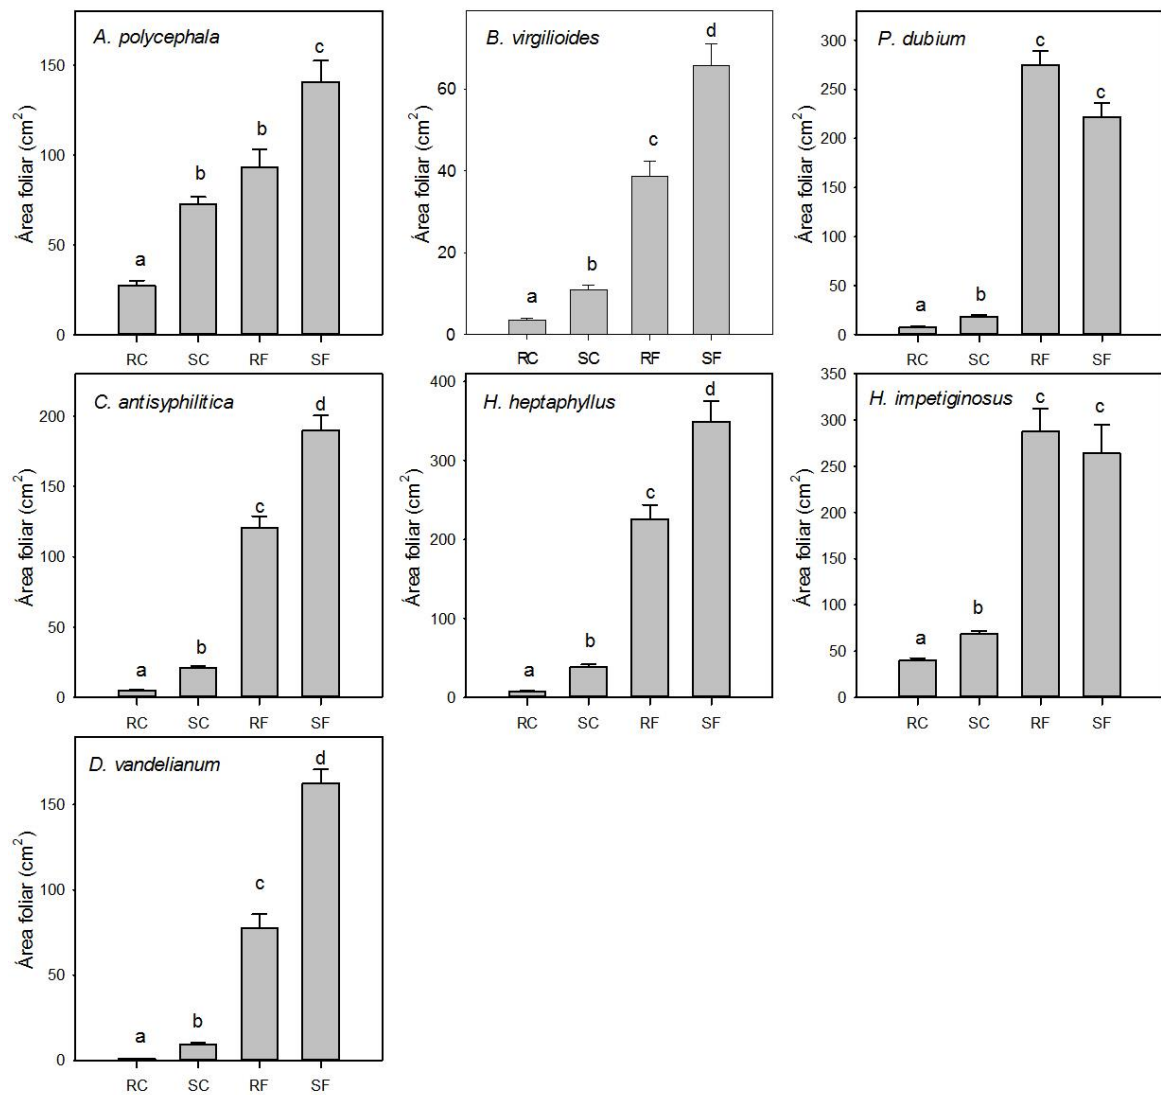 A. polycephala
Área foliar (cm2)
150
100
50
0
a
b
b
c
RC SC RF SF
B. virgilioides
Área foliar (cm2)
60
40
20
0
a
b
c
d
RC SC RF SF
P. dubium
Área foliar (cm2)
300
250
200
150
100
50
0
a
b
c
c
RC SC RF SF
C. antisyphilitica
Área foliar (cm2)
200
150
100
50
0
a
b
c
d
RC SC RF SF
H. heptaphyllus
Área foliar (cm2)
400
300
200
100
0
a
b
c
d
RC SC RF SF
H. impetiginosus
Área foliar (cm2)
350
300
250
200
150
100
50
0
a
b
c
c
RC SC RF SF
D. vandelianum
Área foliar (cm2)
150
100
50
0
a
b
c
d
RC SC RF SF